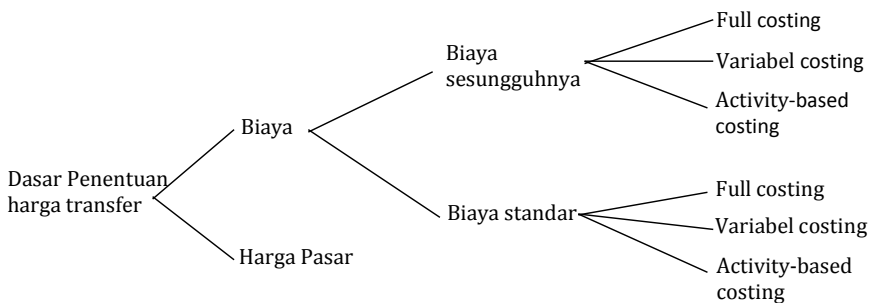 Dasar Penentuan
harga transfer
Biaya
Harga Pasar
Biaya
sesungguhnya
Biaya standar
Full costing
Variabel costing
Activity-based
costing
Full costing
Variabel costing
Activity-based
costing